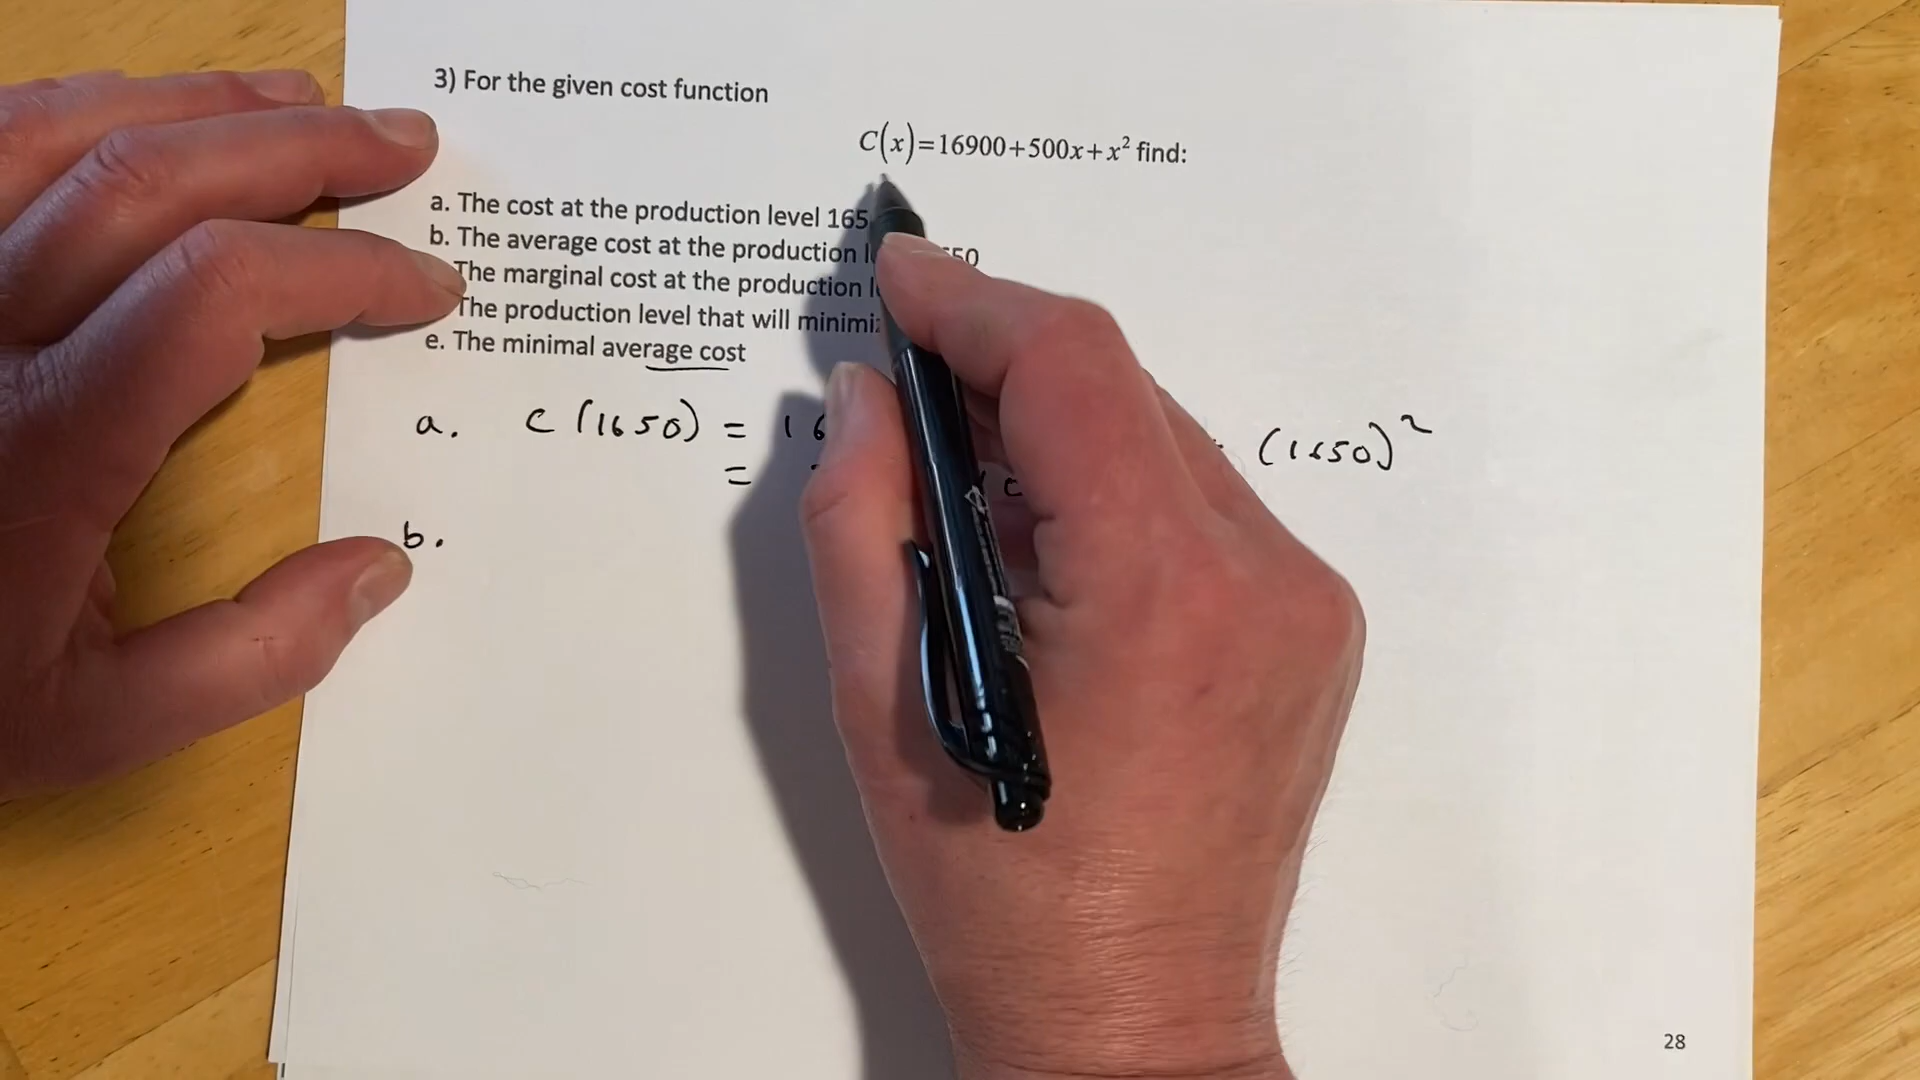 3) For the given cost function
C(x)=16900+500x+x² find:
a. The cost at the production level 165
b. The average cost at the production
The marginal cost at the production
The production level that will
e. The minimal average cost
a. C (1650) = 16 (1650)²
=
b.
28